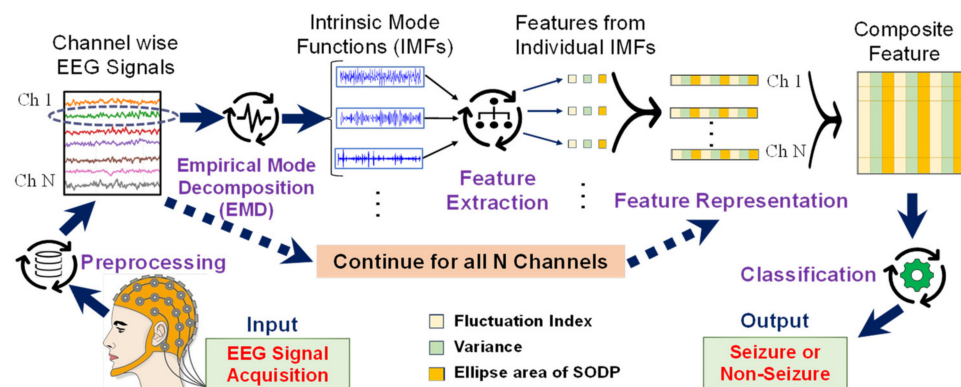 Channel wise
EEG Signals
Ch 1
Ch N
Preprocessing
Input
EEG Signal
Acquisition
Empirical Mode
Decomposition
(EMD)
Intrinsic Mode
Functions (IMFs)
Feature
Extraction
Features from
Individual IMFs
Ch 1
Ch N
Feature Representation
Continue for all N Channels
Composite
Feature
Classification
Fluctuation Index
Variance
Ellipse area of SODP
Output
Seizure or
Non-Seizure